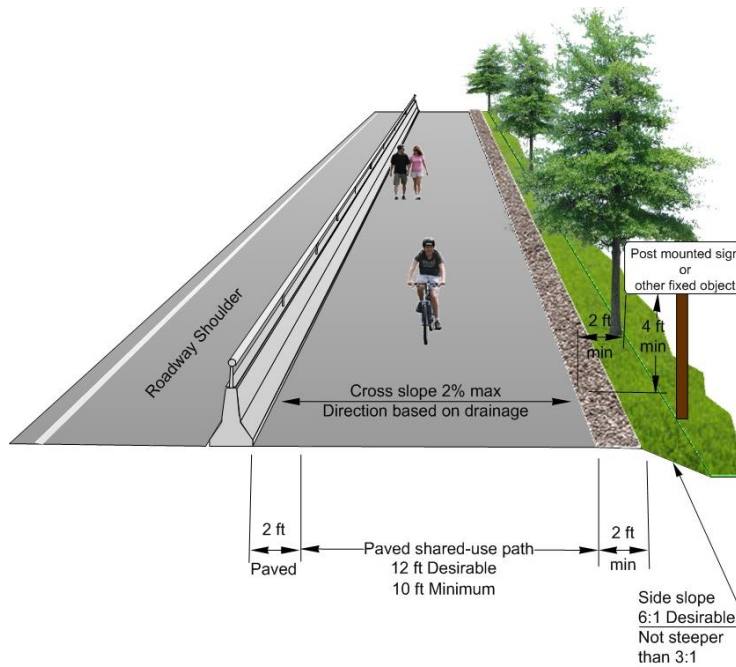 Post mounted sign
or
other fixed object
2 ft
min
4 ft
min
Roadway Shoulder
Cross slope 2% max
Direction based on drainage
2 ft
Paved
Paved shared-use path
12 ft Desirable
10 ft Minimum
2 ft
min
Side slope
6:1 Desirable
Not steeper
than 3:1